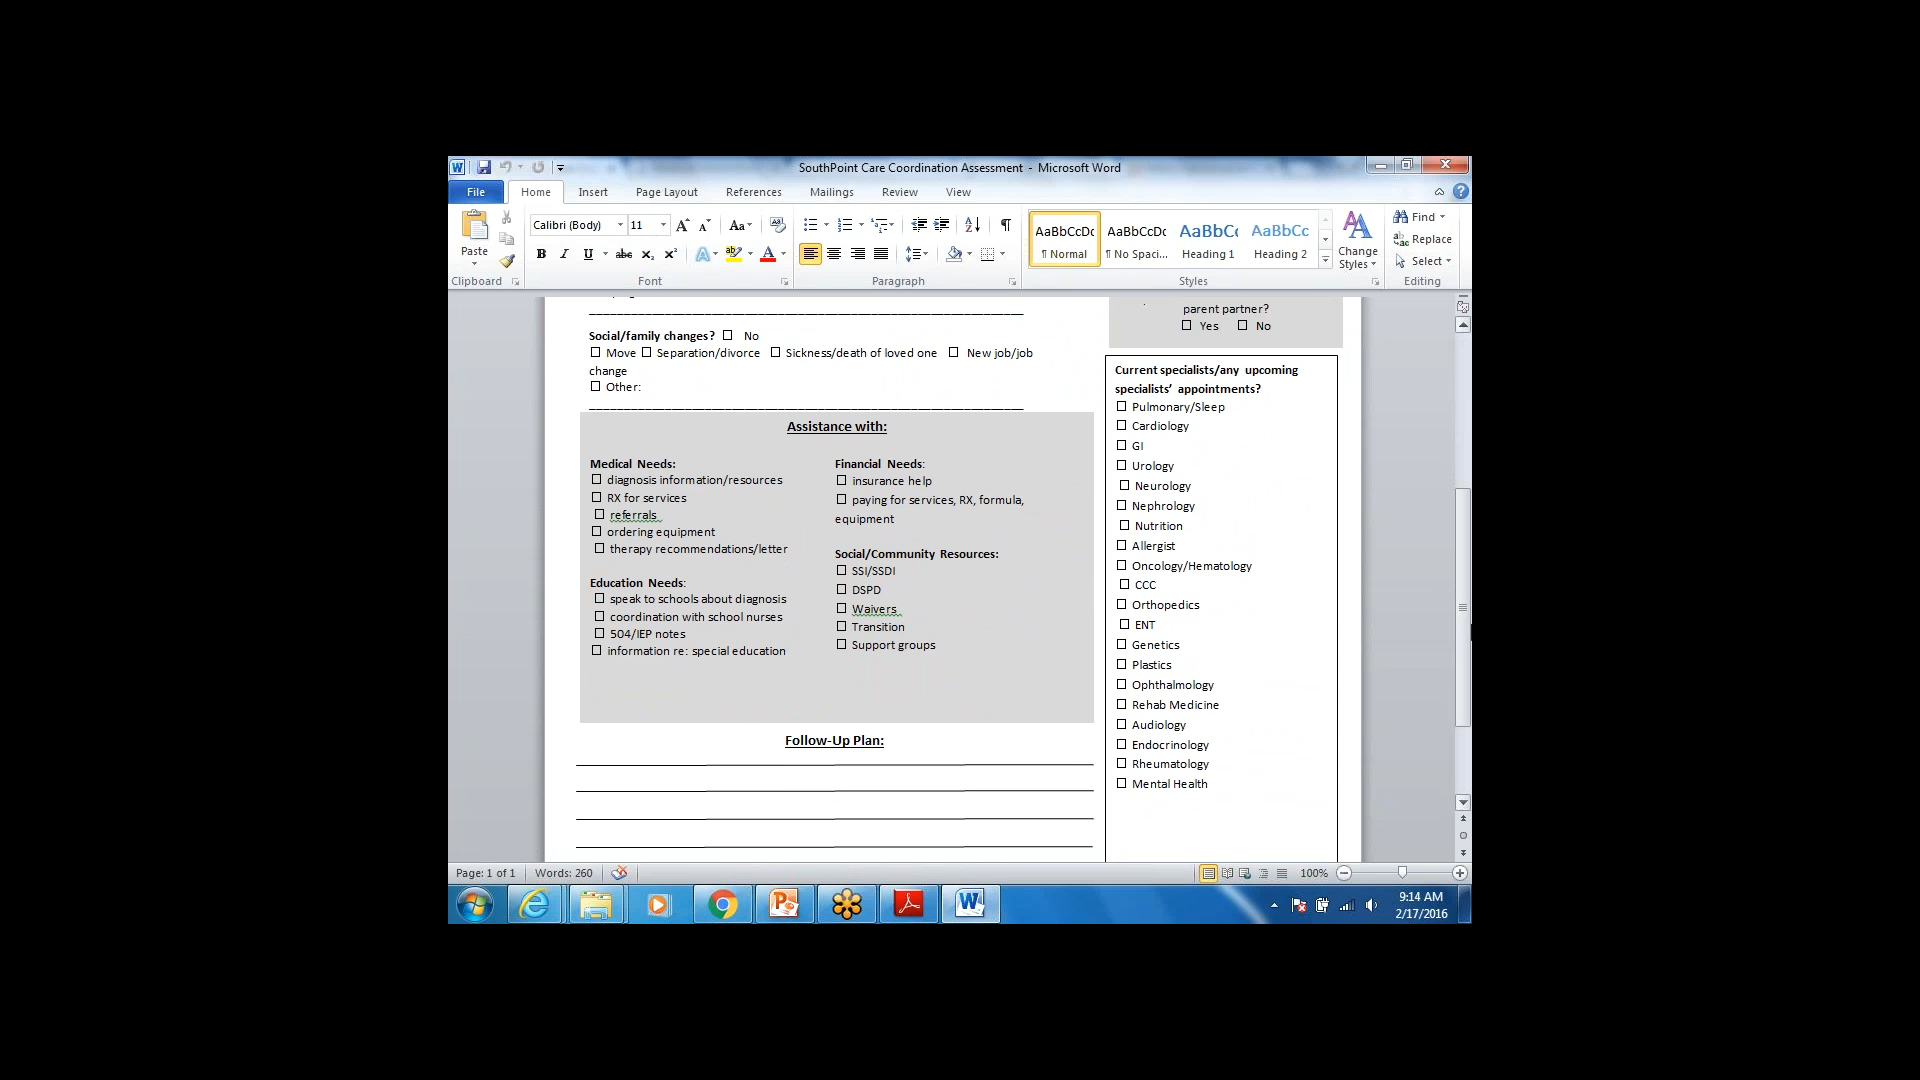 SouthPoint Care Coordination Assessment - Microsoft Word
File Home Insert Page Layout References Mailings Review View
Paste
Calibri (Body) 11
Clipboard Font Paragraph Styles Editing
AaBbCcDc AaBbCcDc AaBbC AaBbCc
¶ Normal ¶ No Spaci... Heading 1 Heading 2
Change
Styles
Find
Replace
Select
Social/family changes? ☐ No
☐ Move ☐ Separation/divorce ☐ Sickness/death of loved one ☐ New job/job
change
☐ Other:
Assistance with:
Medical Needs:
☐ diagnosis information/resources
☐ RX for services
☐ referrals
☐ ordering equipment
☐ therapy recommendations/letter
Education Needs:
☐ speak to schools about diagnosis
☐ coordination with school nurses
☐ 504/IEP notes
☐ information re: special education
Financial Needs:
☐ insurance help
☐ paying for services, RX, formula,
equipment
Social/Community Resources:
☐ SSI/SSDI
☐ DSPD
☐ Waivers
☐ Transition
☐ Support groups
Follow-Up Plan:
parent partner?
☐ Yes ☐ No
Current specialists/any upcoming
specialists' appointments?
☐ Pulmonary/Sleep
☐ Cardiology
☐ GI
☐ Urology
☐ Neurology
☐ Nephrology
☐ Nutrition
☐ Allergist
☐ Oncology/Hematology
☐ CCC
☐ Orthopedics
☐ ENT
☐ Genetics
☐ Plastics
☐ Ophthalmology
☐ Rehab Medicine
☐ Audiology
☐ Endocrinology
☐ Rheumatology
☐ Mental Health
Page: 1 of 1 Words: 260 100%
9:14 AM
2/17/2016